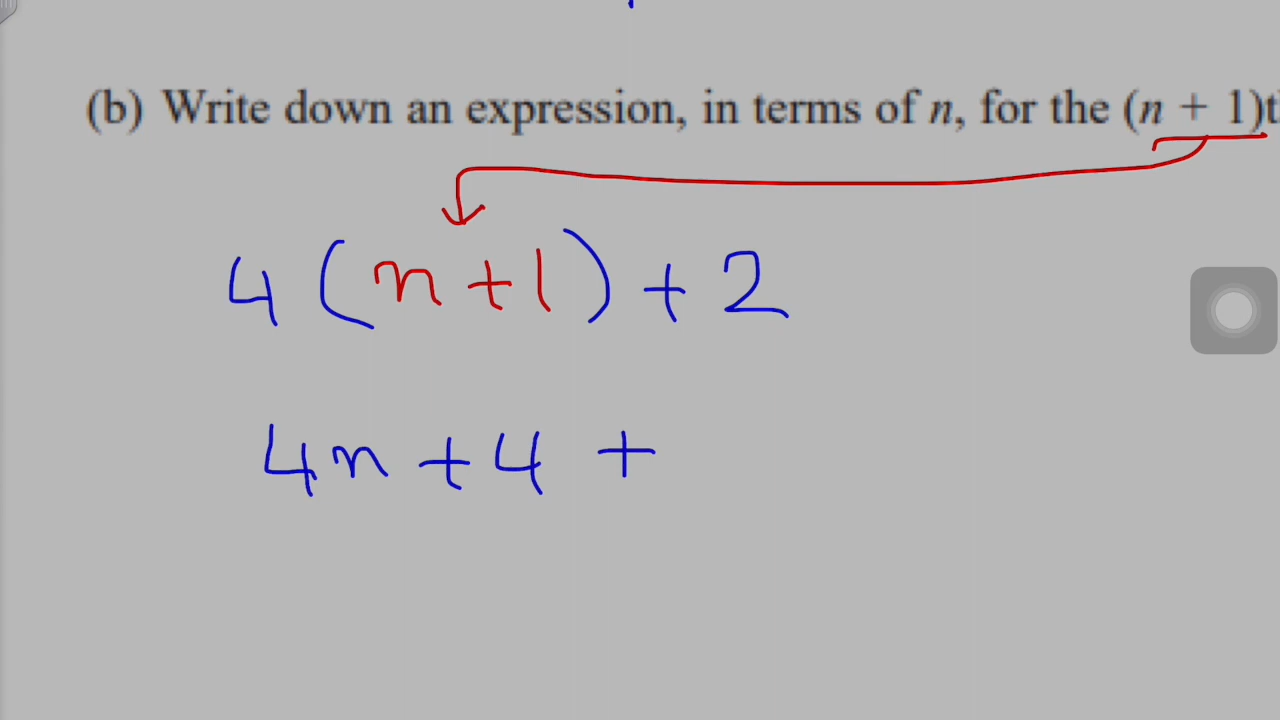 (b) Write down an expression, in terms of n, for the (n + 1)t
4(n+1)+2
4n+4+